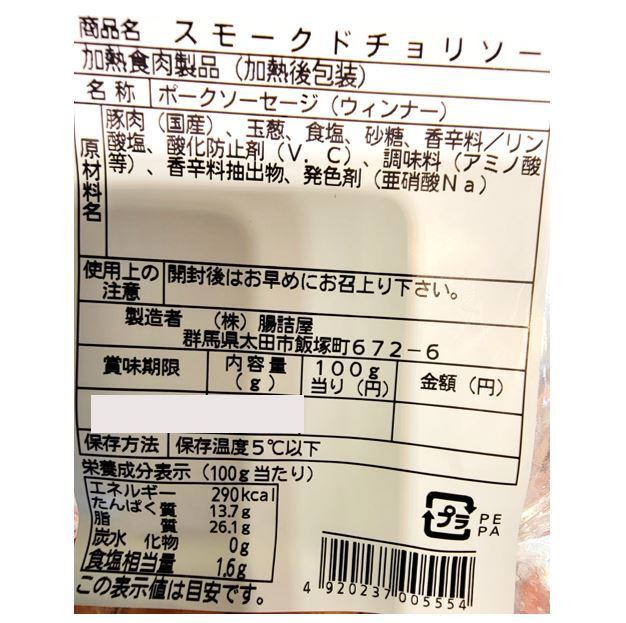 商品名 スモークドチョリソー
加熱食肉製品（加熱後包装）
名称 ポークソーセージ（ウィンナー）
原材料名
豚肉（国産）、玉葱、食塩、砂糖、香辛料／リン
酸塩、酸化防止剤（V．C）、調味料（アミノ酸
等）、香辛料抽出物、発色剤（亜硝酸Na）
使用上の注意 開封後はお早めにお召上り下さい。
製造者 （株）腸詰屋
群馬県太田市飯塚町672-6
賞味期限 内容量（g） 100g当り（円） 金額（円）
保存方法 保存温度5℃以下
栄養成分表示（100g当たり）
エネルギー 290kcal
たんぱく質 13.7g
脂質 26.1g
炭水化物 0g
食塩相当量 1.6g
この表示値は目安です。
プラ PE PA
4 920237 005554